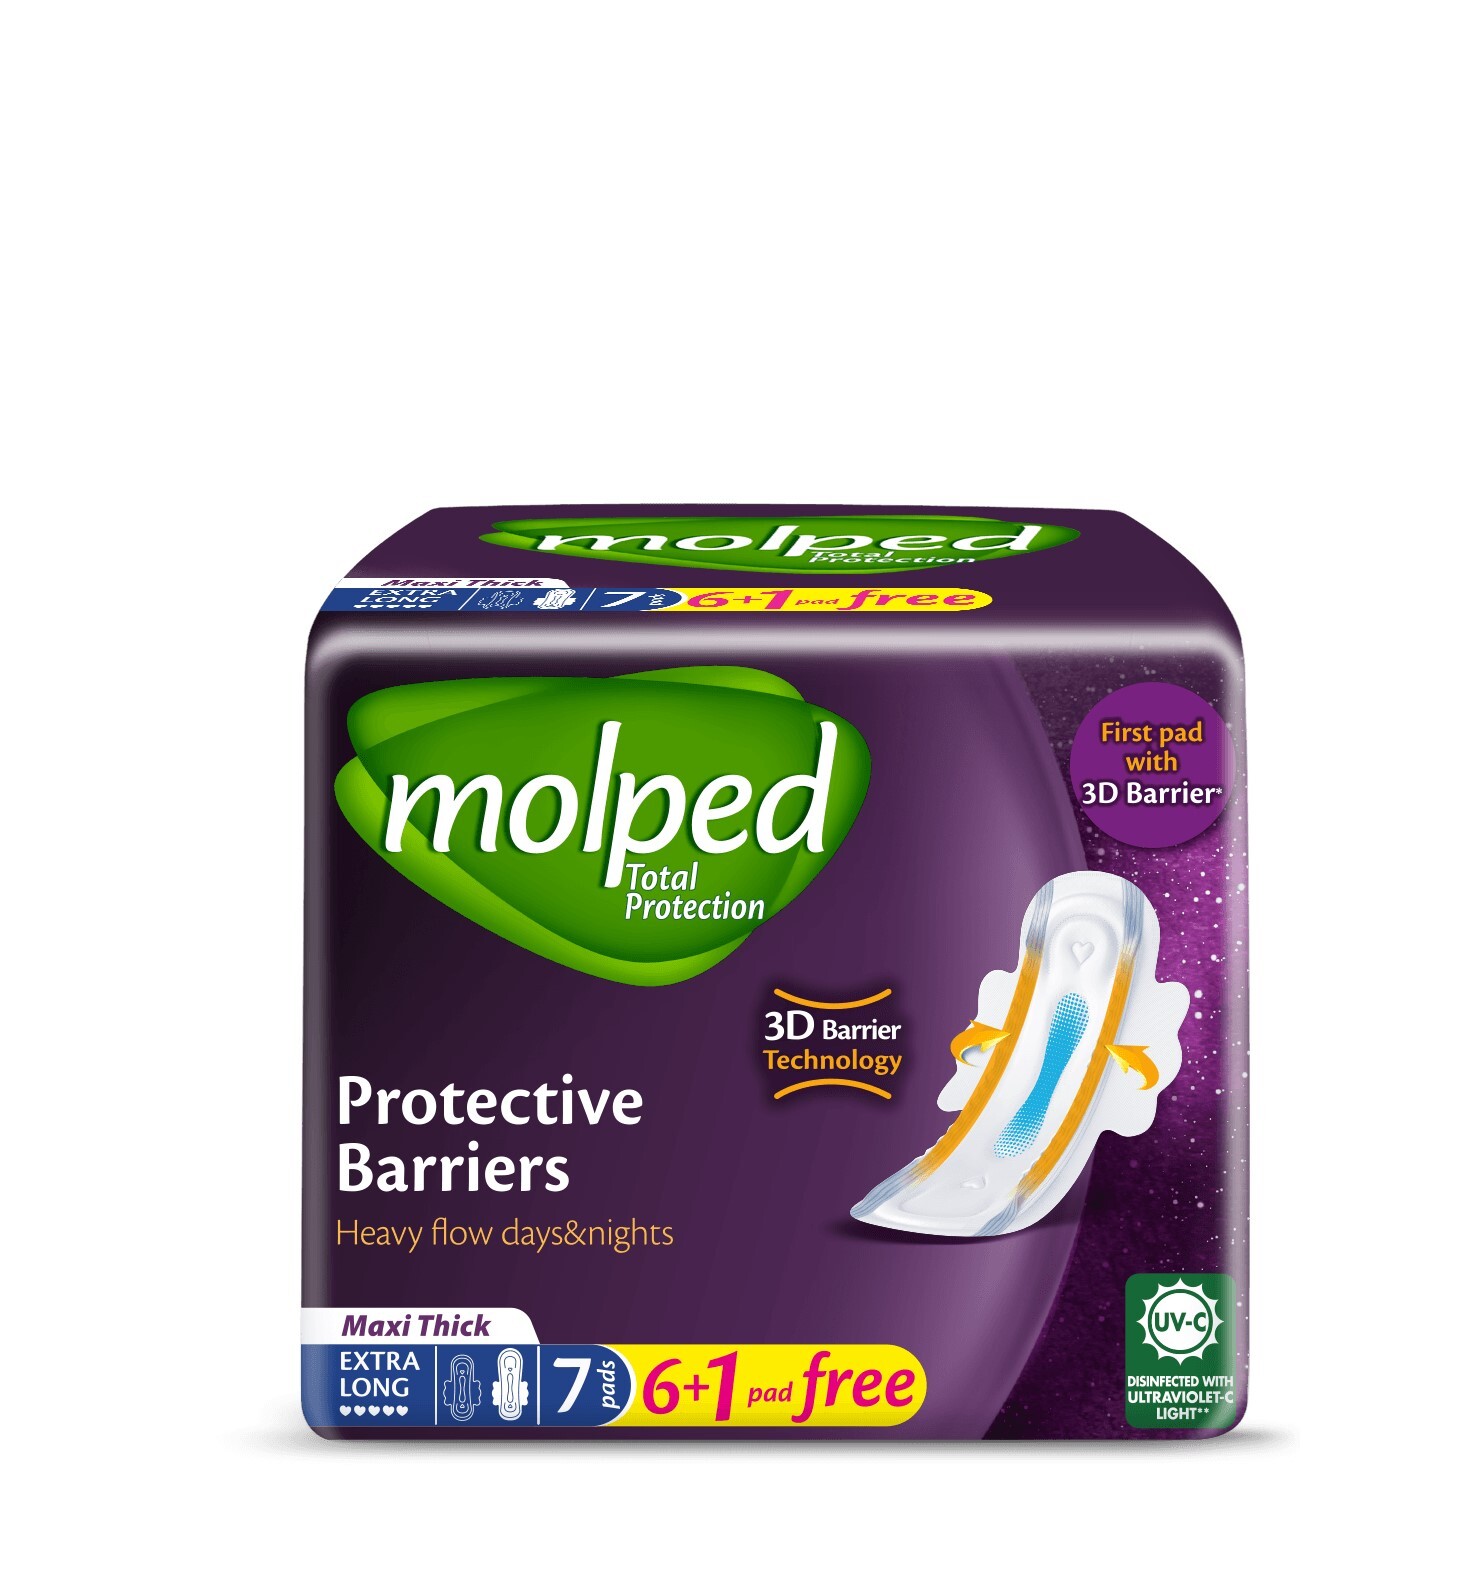 molped
Total
Protection
Maxi Thick
EXTRA
LONG
7 pad
6+1 pad free
molped
Total
Protection
First pad
with
3D Barrier*
3D Barrier
Technology
Protective
Barriers
Heavy flow days&nights
Maxi Thick
EXTRA
LONG
7 pads
6+1 pad free
UV-C
DISINFECTED WITH
ULTRAVIOLET-C
LIGHT**